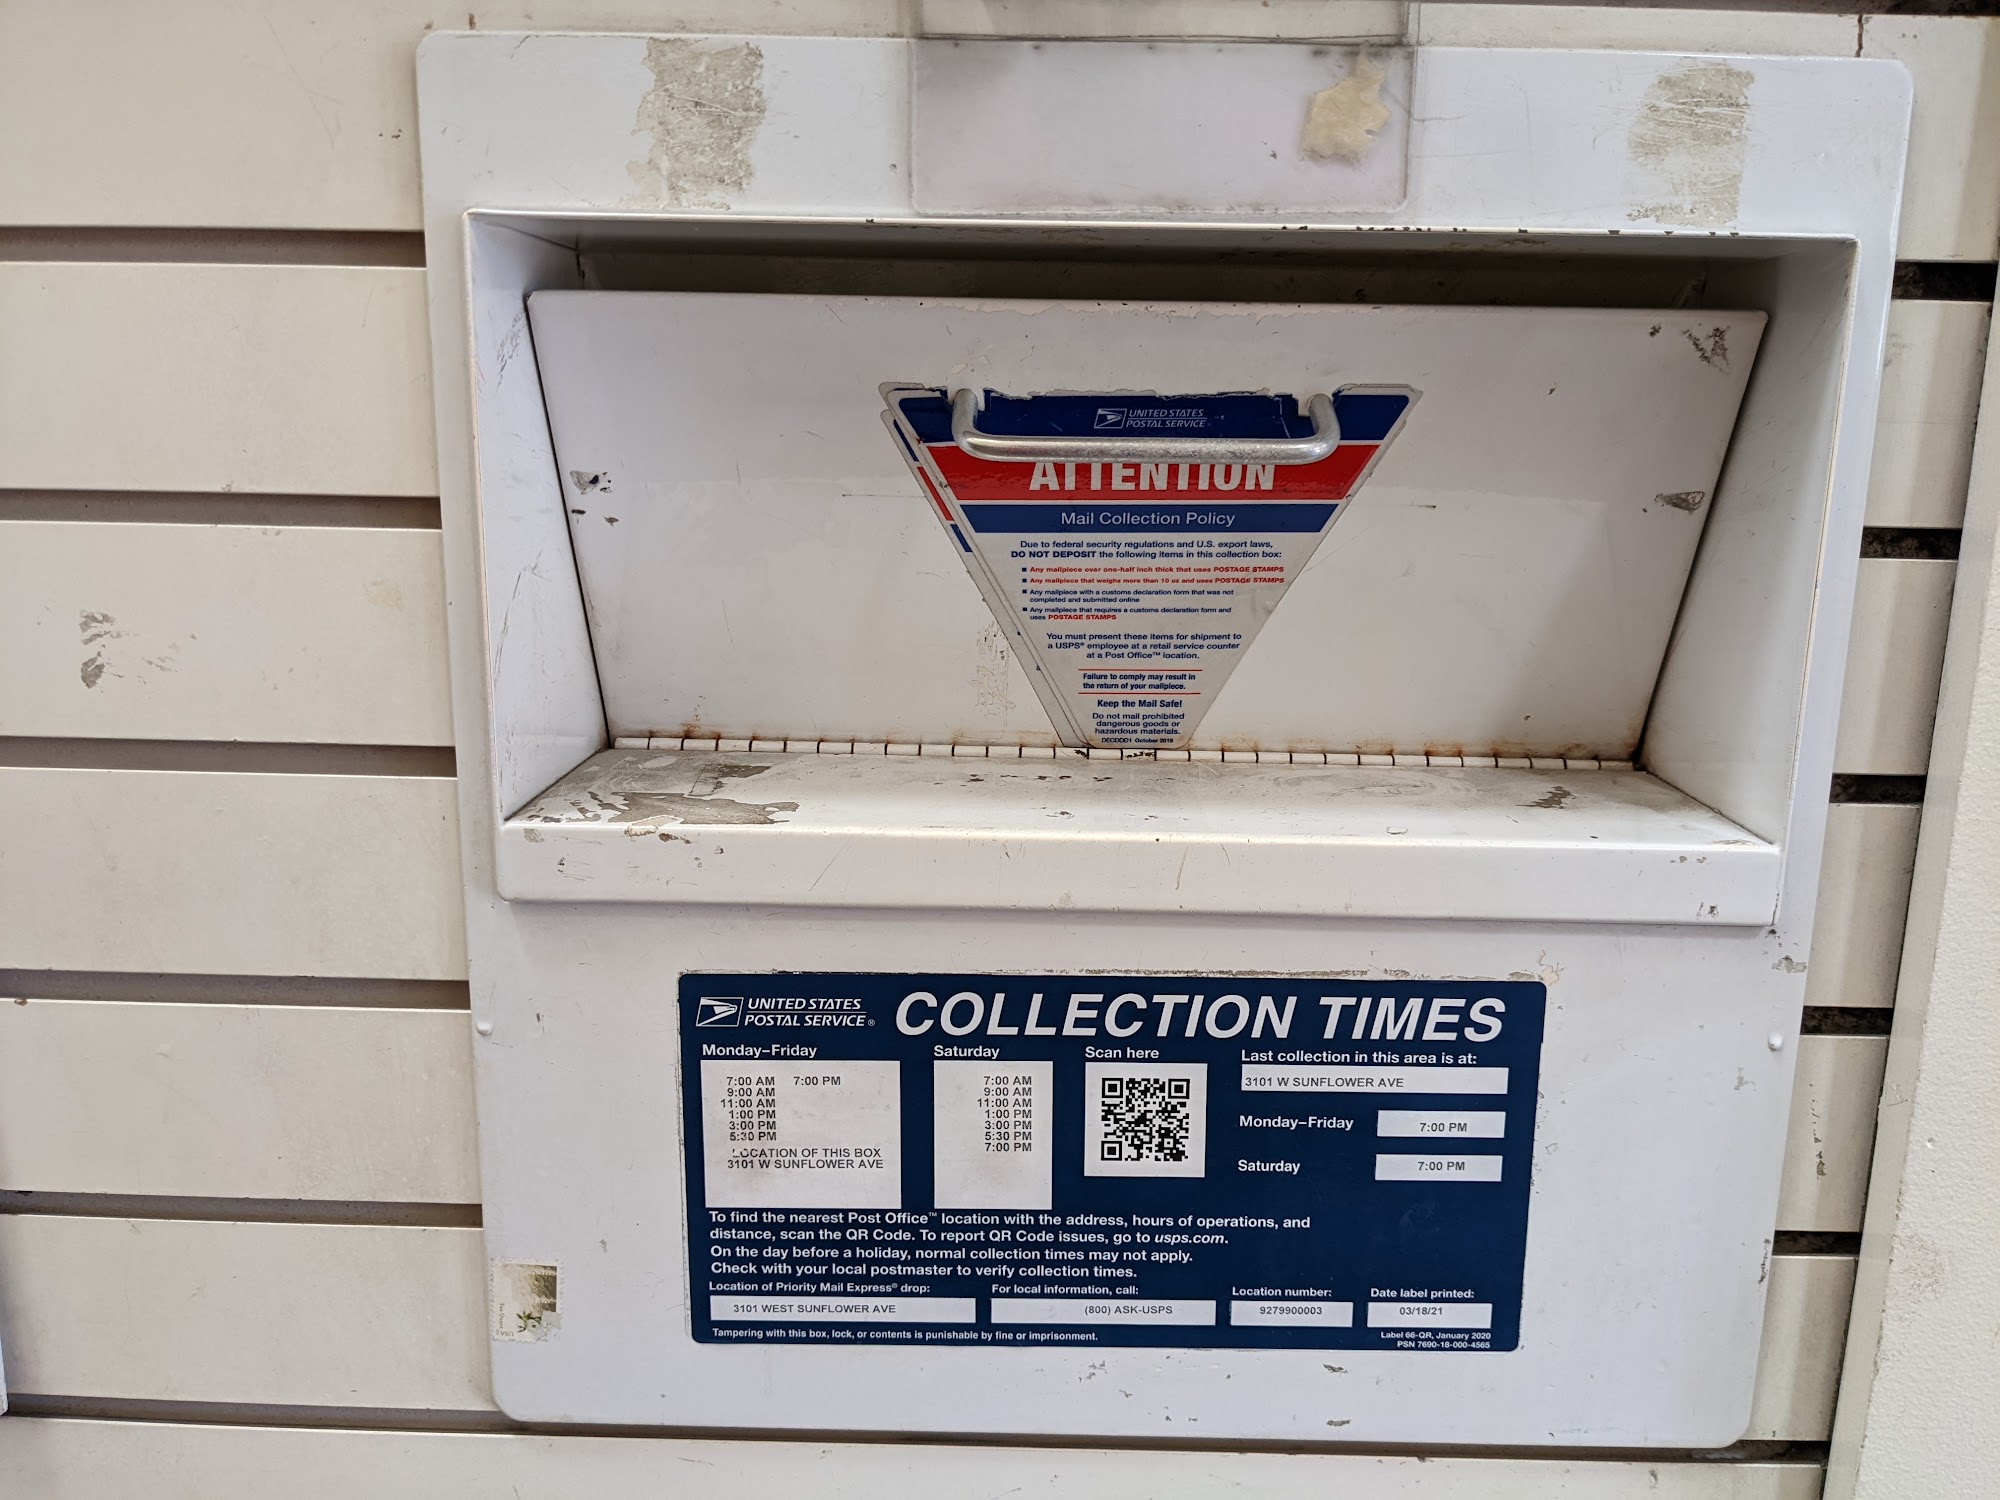 UNITED STATES
POSTAL SERVICE
ATTENTION
Mail Collection Policy
Due to federal security regulations and U.S. export laws,
DO NOT DEPOSIT the following items in this collection box:
■ Any mailpiece over one-half inch thick that uses POSTAGE STAMPS
■ Any mailpiece that weighs more than 10 oz and uses POSTAGE STAMPS
■ Any mailpiece with a customs declaration form that was not
completed and submitted online
■ Any mailpiece that requires a customs declaration form and
uses POSTAGE STAMPS
You must present these items for shipment to
a USPS® employee at a retail service counter
at a Post Office™ location.
Failure to comply may result in
the return of your mailpiece.
Keep the Mail Safe!
Do not mail prohibited
dangerous goods or
hazardous materials.
DECDDD1 October 2019
UNITED STATES
POSTAL SERVICE®
COLLECTION TIMES
Monday–Friday
7:00 AM 7:00 PM
9:00 AM
11:00 AM
1:00 PM
3:00 PM
5:30 PM
LOCATION OF THIS BOX
3101 W SUNFLOWER AVE
Saturday
7:00 AM
9:00 AM
11:00 AM
1:00 PM
3:00 PM
5:30 PM
7:00 PM
Scan here
Last collection in this area is at:
3101 W SUNFLOWER AVE
Monday–Friday 7:00 PM
Saturday 7:00 PM
To find the nearest Post Office™ location with the address, hours of operations, and
distance, scan the QR Code. To report QR Code issues, go to usps.com.
On the day before a holiday, normal collection times may not apply.
Check with your local postmaster to verify collection times.
Location of Priority Mail Express® drop:
3101 WEST SUNFLOWER AVE
For local information, call:
(800) ASK-USPS
Location number:
9279900003
Date label printed:
03/18/21
Tampering with this box, lock, or contents is punishable by fine or imprisonment.
Label 66-QR, January 2020
PSN 7690-18-000-4565
USA